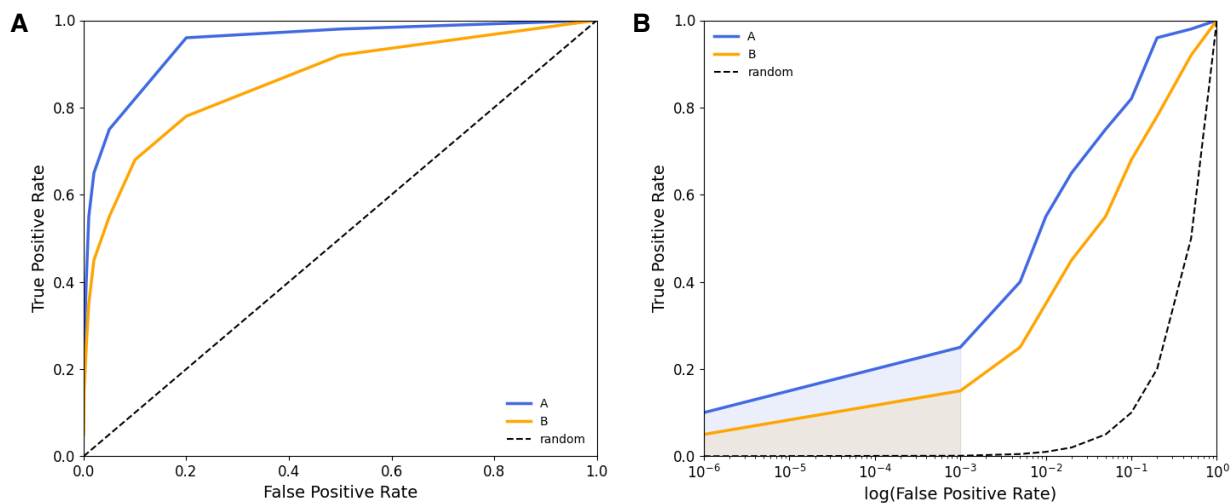 A
1.0
0.8
0.6
0.4
0.2
0.0
True Positive Rate
A
B
random
0.0
0.2
0.4
0.6
0.8
1.0
False Positive Rate
B
1.0
0.8
0.6
0.4
0.2
0.0
True Positive Rate
A
B
random
10⁻⁶
10⁻⁵
10⁻⁴
10⁻³
10⁻²
10⁻¹
10⁰
log(False Positive Rate)